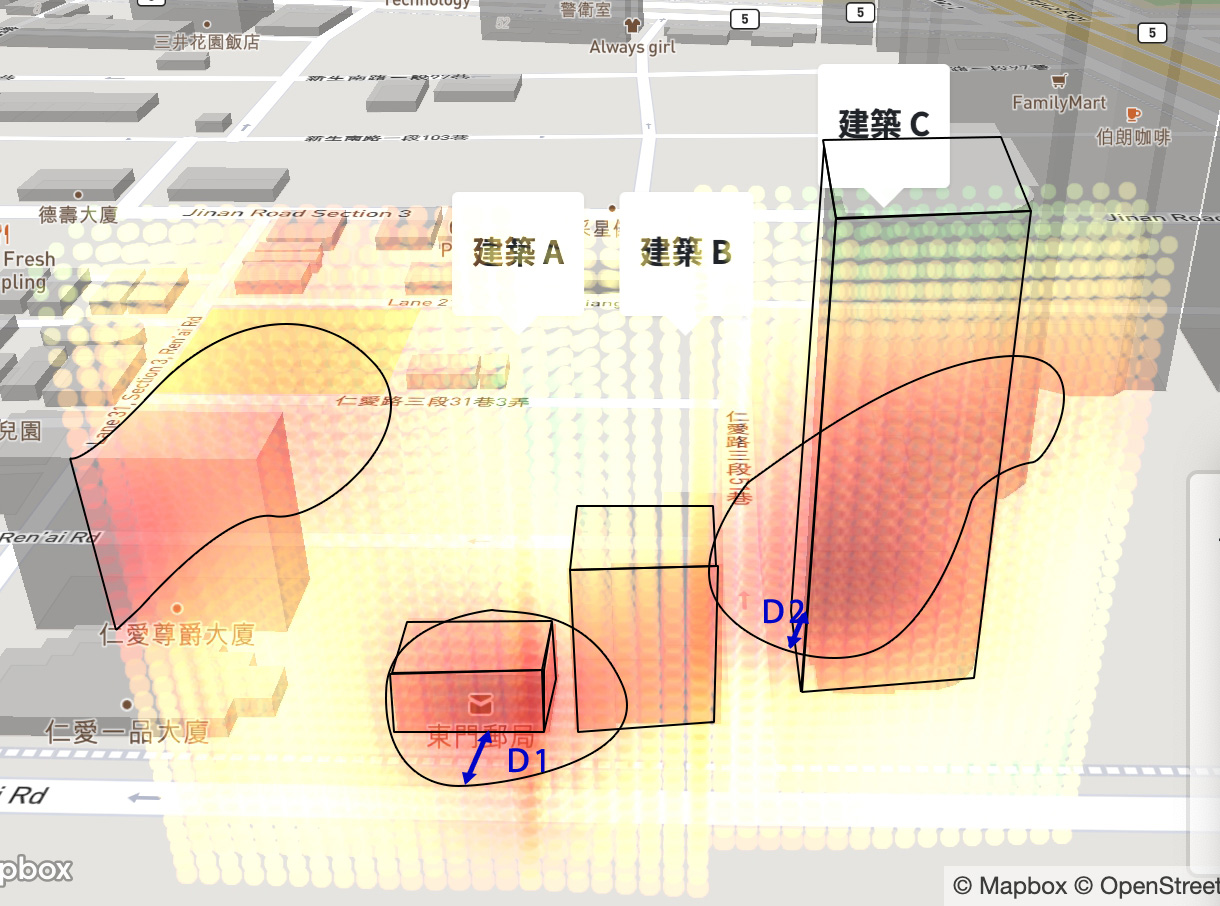 Technology
警衛室
5
5
5
三井花園飯店
Always girl
新生南路一段97巷
FamilyMart
伯朗咖啡
新生南路一段103巷
建築 C
德壽大廈
Jinan Road Section 3
Jinan Road
Fresh
pling
建築 A
建築 B
Lane 2
Lane 31, Section 3, Ren'ai Rd
仁愛路三段31巷3弄
兒園
Ren'ai Rd
D2
仁愛尊爵大廈
仁愛一品大廈
東門郵局
D1
i Rd
pbox
© Mapbox © OpenStreet